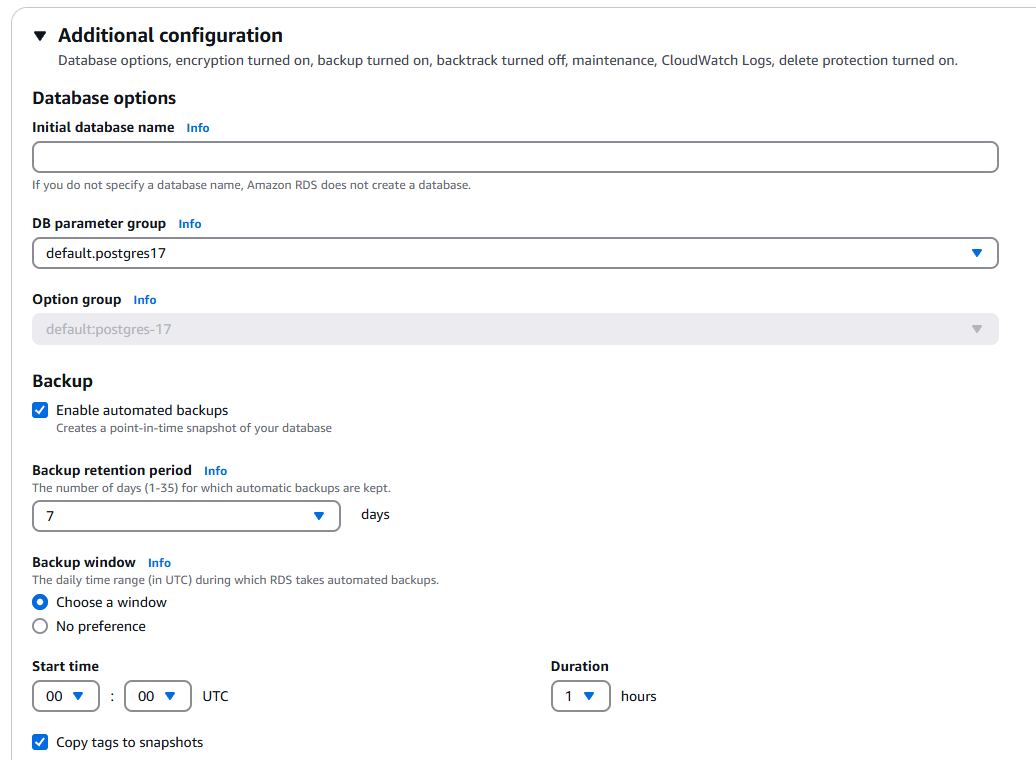 Additional configuration
Database options, encryption turned on, backup turned on, backtrack turned off, maintenance, CloudWatch Logs, delete protection turned on.
Database options
Initial database name Info
If you do not specify a database name, Amazon RDS does not create a database.
DB parameter group Info
default.postgres17
Option group Info
default:postgres-17
Backup
Enable automated backups
Creates a point-in-time snapshot of your database
Backup retention period Info
The number of days (1-35) for which automatic backups are kept.
7 days
Backup window Info
The daily time range (in UTC) during which RDS takes automated backups.
Choose a window
No preference
Start time Duration
00 : 00 UTC 1 hours
Copy tags to snapshots